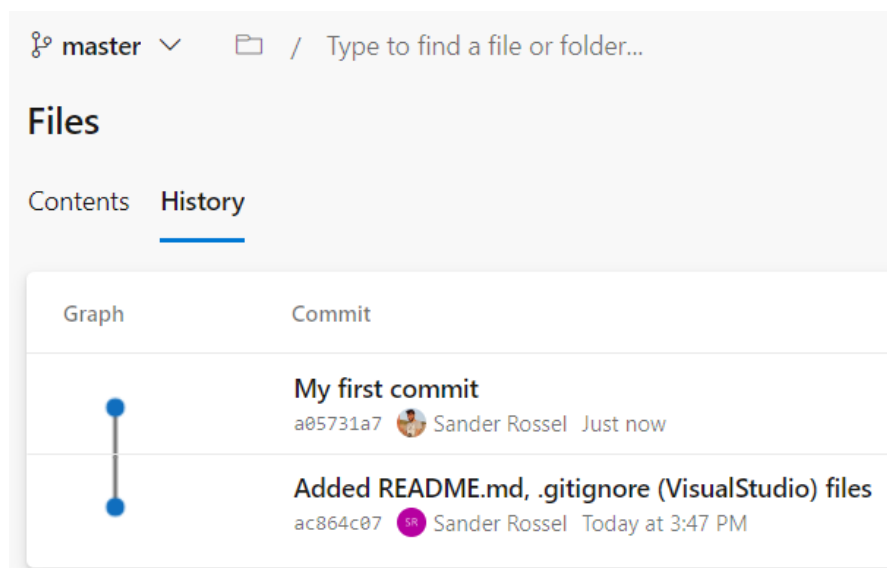 master / Type to find a file or folder...
Files
Contents History
Graph Commit
My first commit
a05731a7 Sander Rossel Just now
Added README.md, .gitignore (VisualStudio) files
ac864c07 SR Sander Rossel Today at 3:47 PM